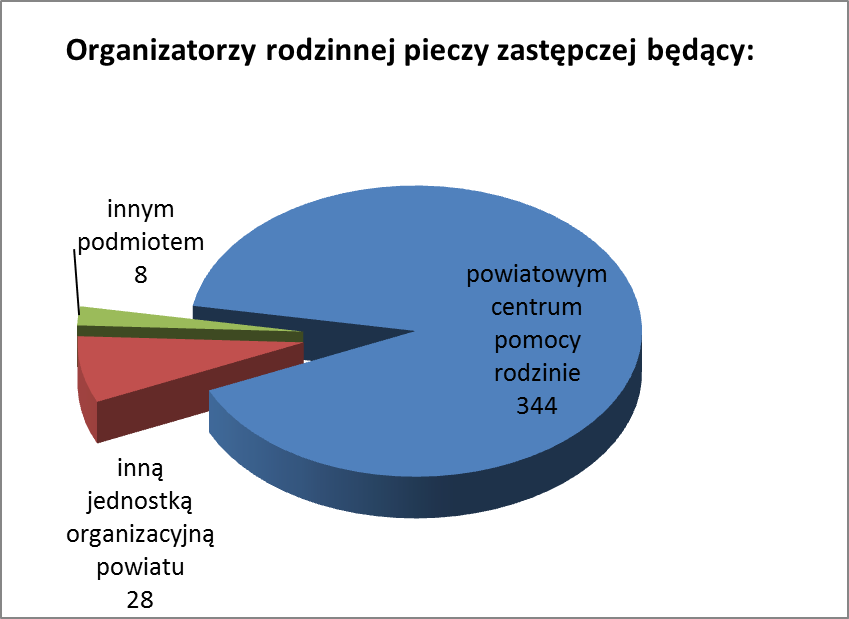 Organizatorzy rodzinnej pieczy zastępczej będący:
innym
podmiotem
8
powiatowym
centrum
pomocy
rodzinie
344
inną
jednostką
organizacyjną
powiatu
28